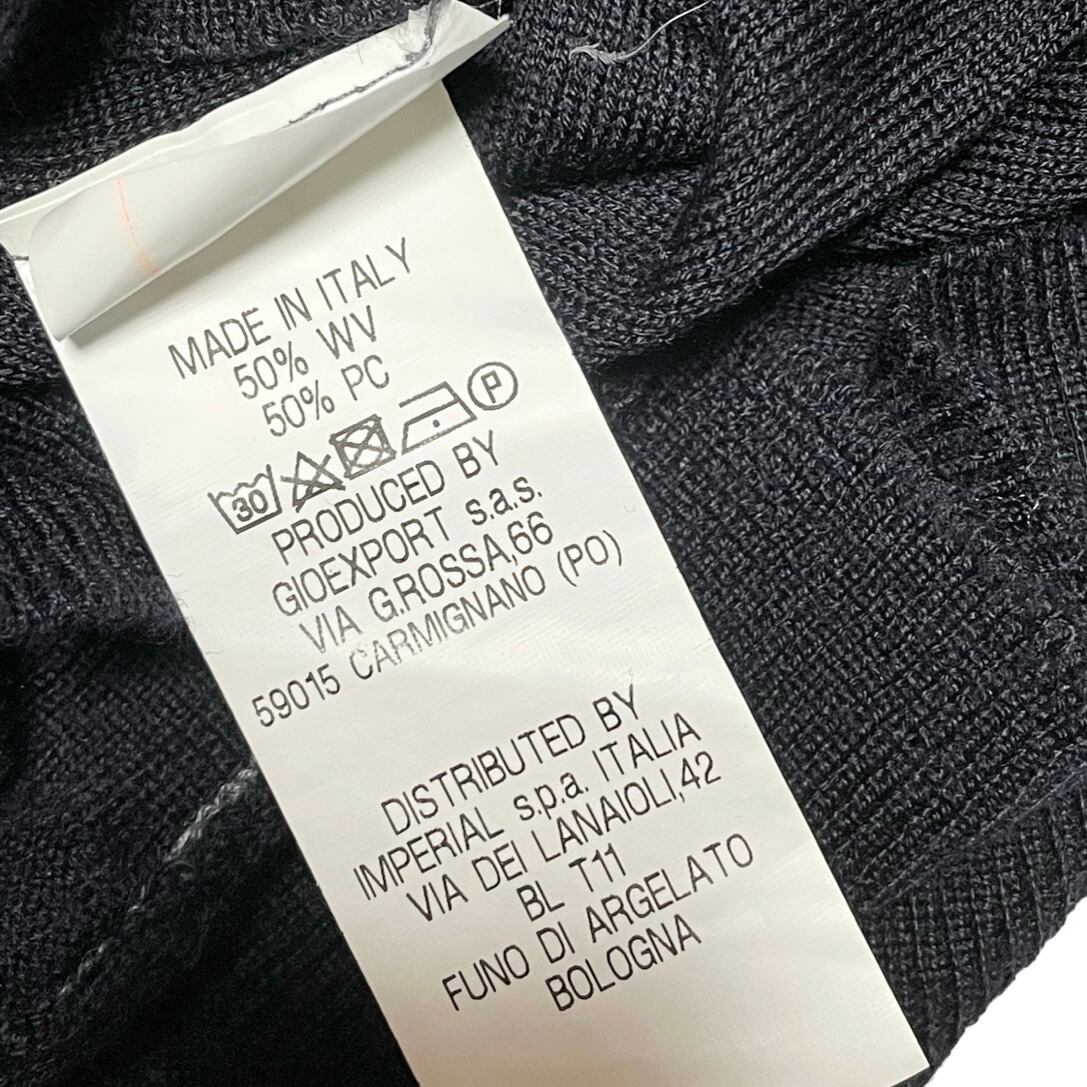 MADE IN ITALY
50% WV
50% PC
30 P
PRODUCED BY
GIOEXPORT s.a.s.
VIA G.ROSSA,66
59015 CARMIGNANO (PO)
DISTRIBUTED BY
IMPERIAL s.p.a. ITALIA
VIA DEI LANAIOLI,42
BL T11
FUNO DI ARGELATO
BOLOGNA